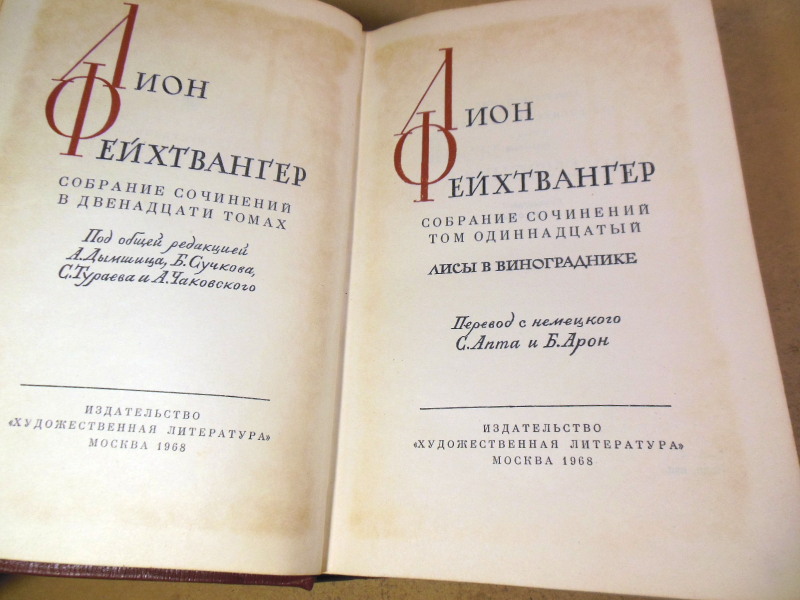 Лион
Фейхтвангер
СОБРАНИЕ СОЧИНЕНИЙ
В ДВЕНАДЦАТИ ТОМАХ
Под общей редакцией
А.Дымшица, Б.Сучкова,
С.Тураева и А.Чаковского
ИЗДАТЕЛЬСТВО
«ХУДОЖЕСТВЕННАЯ ЛИТЕРАТУРА»
МОСКВА 1968
Лион
Фейхтвангер
СОБРАНИЕ СОЧИНЕНИЙ
ТОМ ОДИННАДЦАТЫЙ
ЛИСЫ В ВИНОГРАДНИКЕ
Перевод с немецкого
С.Апта и Б.Арон
ИЗДАТЕЛЬСТВО
«ХУДОЖЕСТВЕННАЯ ЛИТЕРАТУРА»
МОСКВА 1968